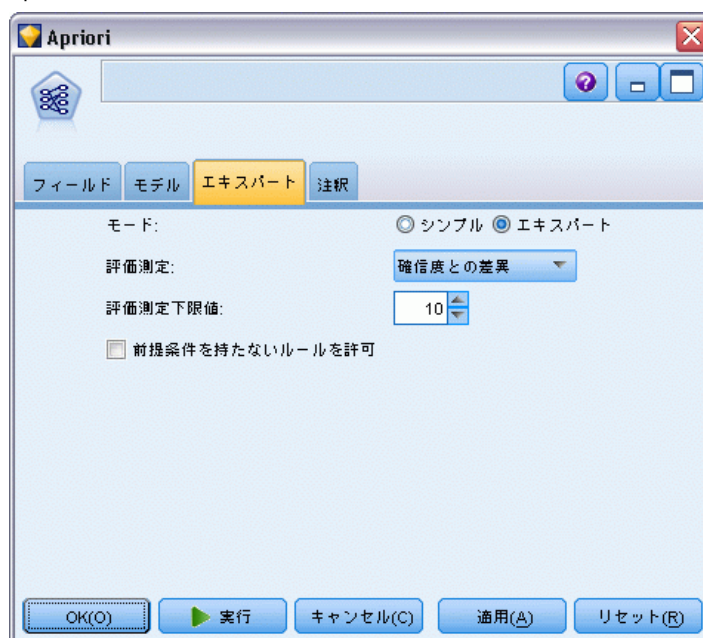 Apriori
フィールド モデル エキスパート 注釈
モード: シンプル エキスパート
評価測定: 確信度との差異
評価測定下限値: 10
前提条件を持たないルールを許可
OK(O) 実行 キャンセル(C) 適用(A) リセット(R)